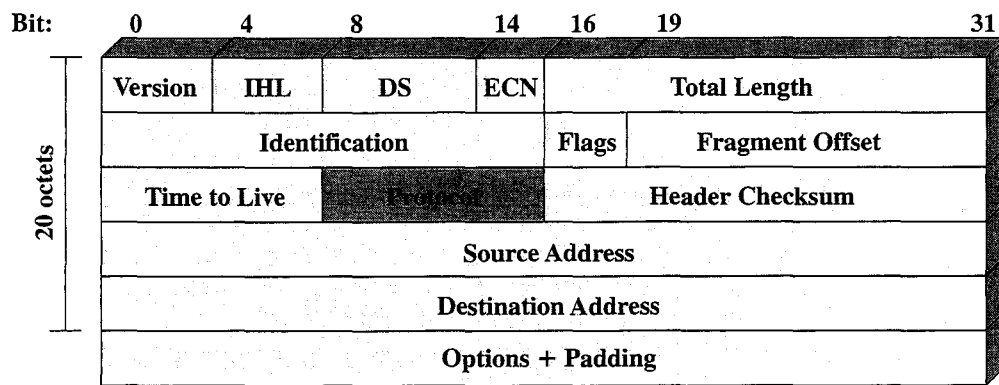 Bit: 0 4 8 14 16 19 31
Version IHL DS ECN Total Length
Identification Flags Fragment Offset
Time to Live Protocol Header Checksum
Source Address
Destination Address
Options + Padding
20 octets